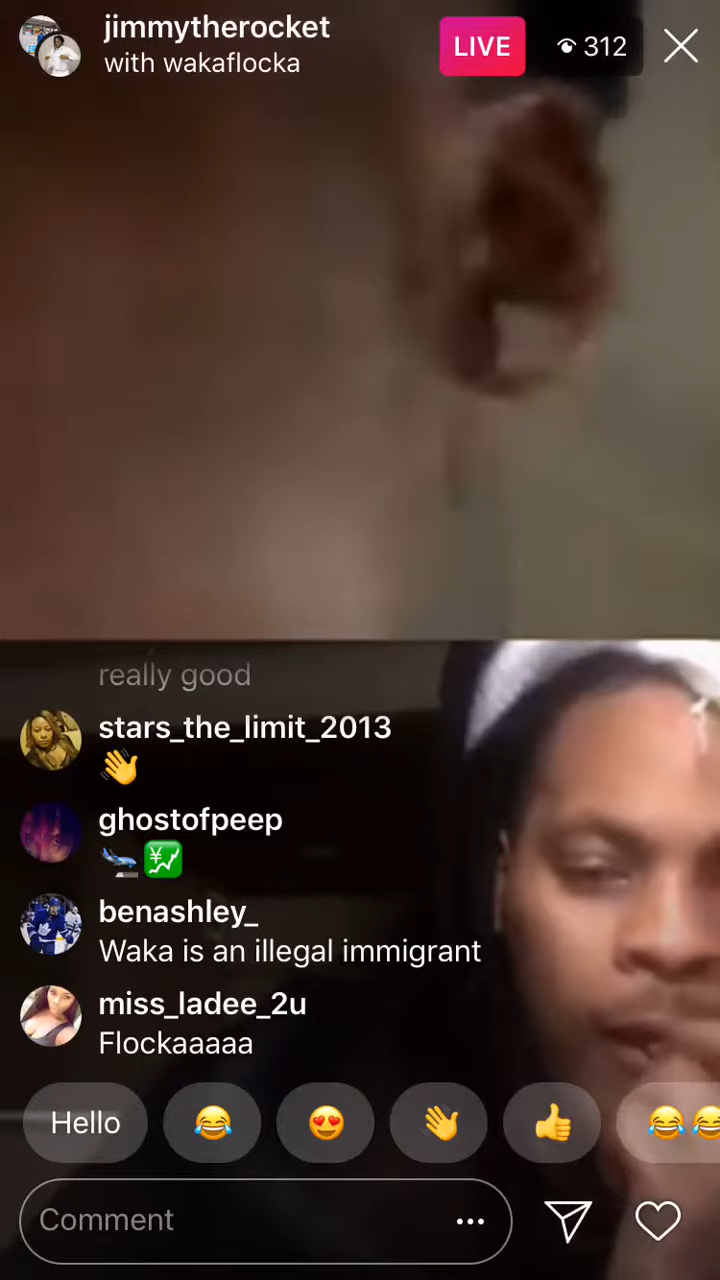 jimmytherocket
with wakaflocka
LIVE
312
really good
stars_the_limit_2013
👋
ghostofpeep
🛫💹
benashley_
Waka is an illegal immigrant
miss_ladee_2u
Flockaaaaa
Hello 😂 😍 👋 👍 😂😂
Comment ...